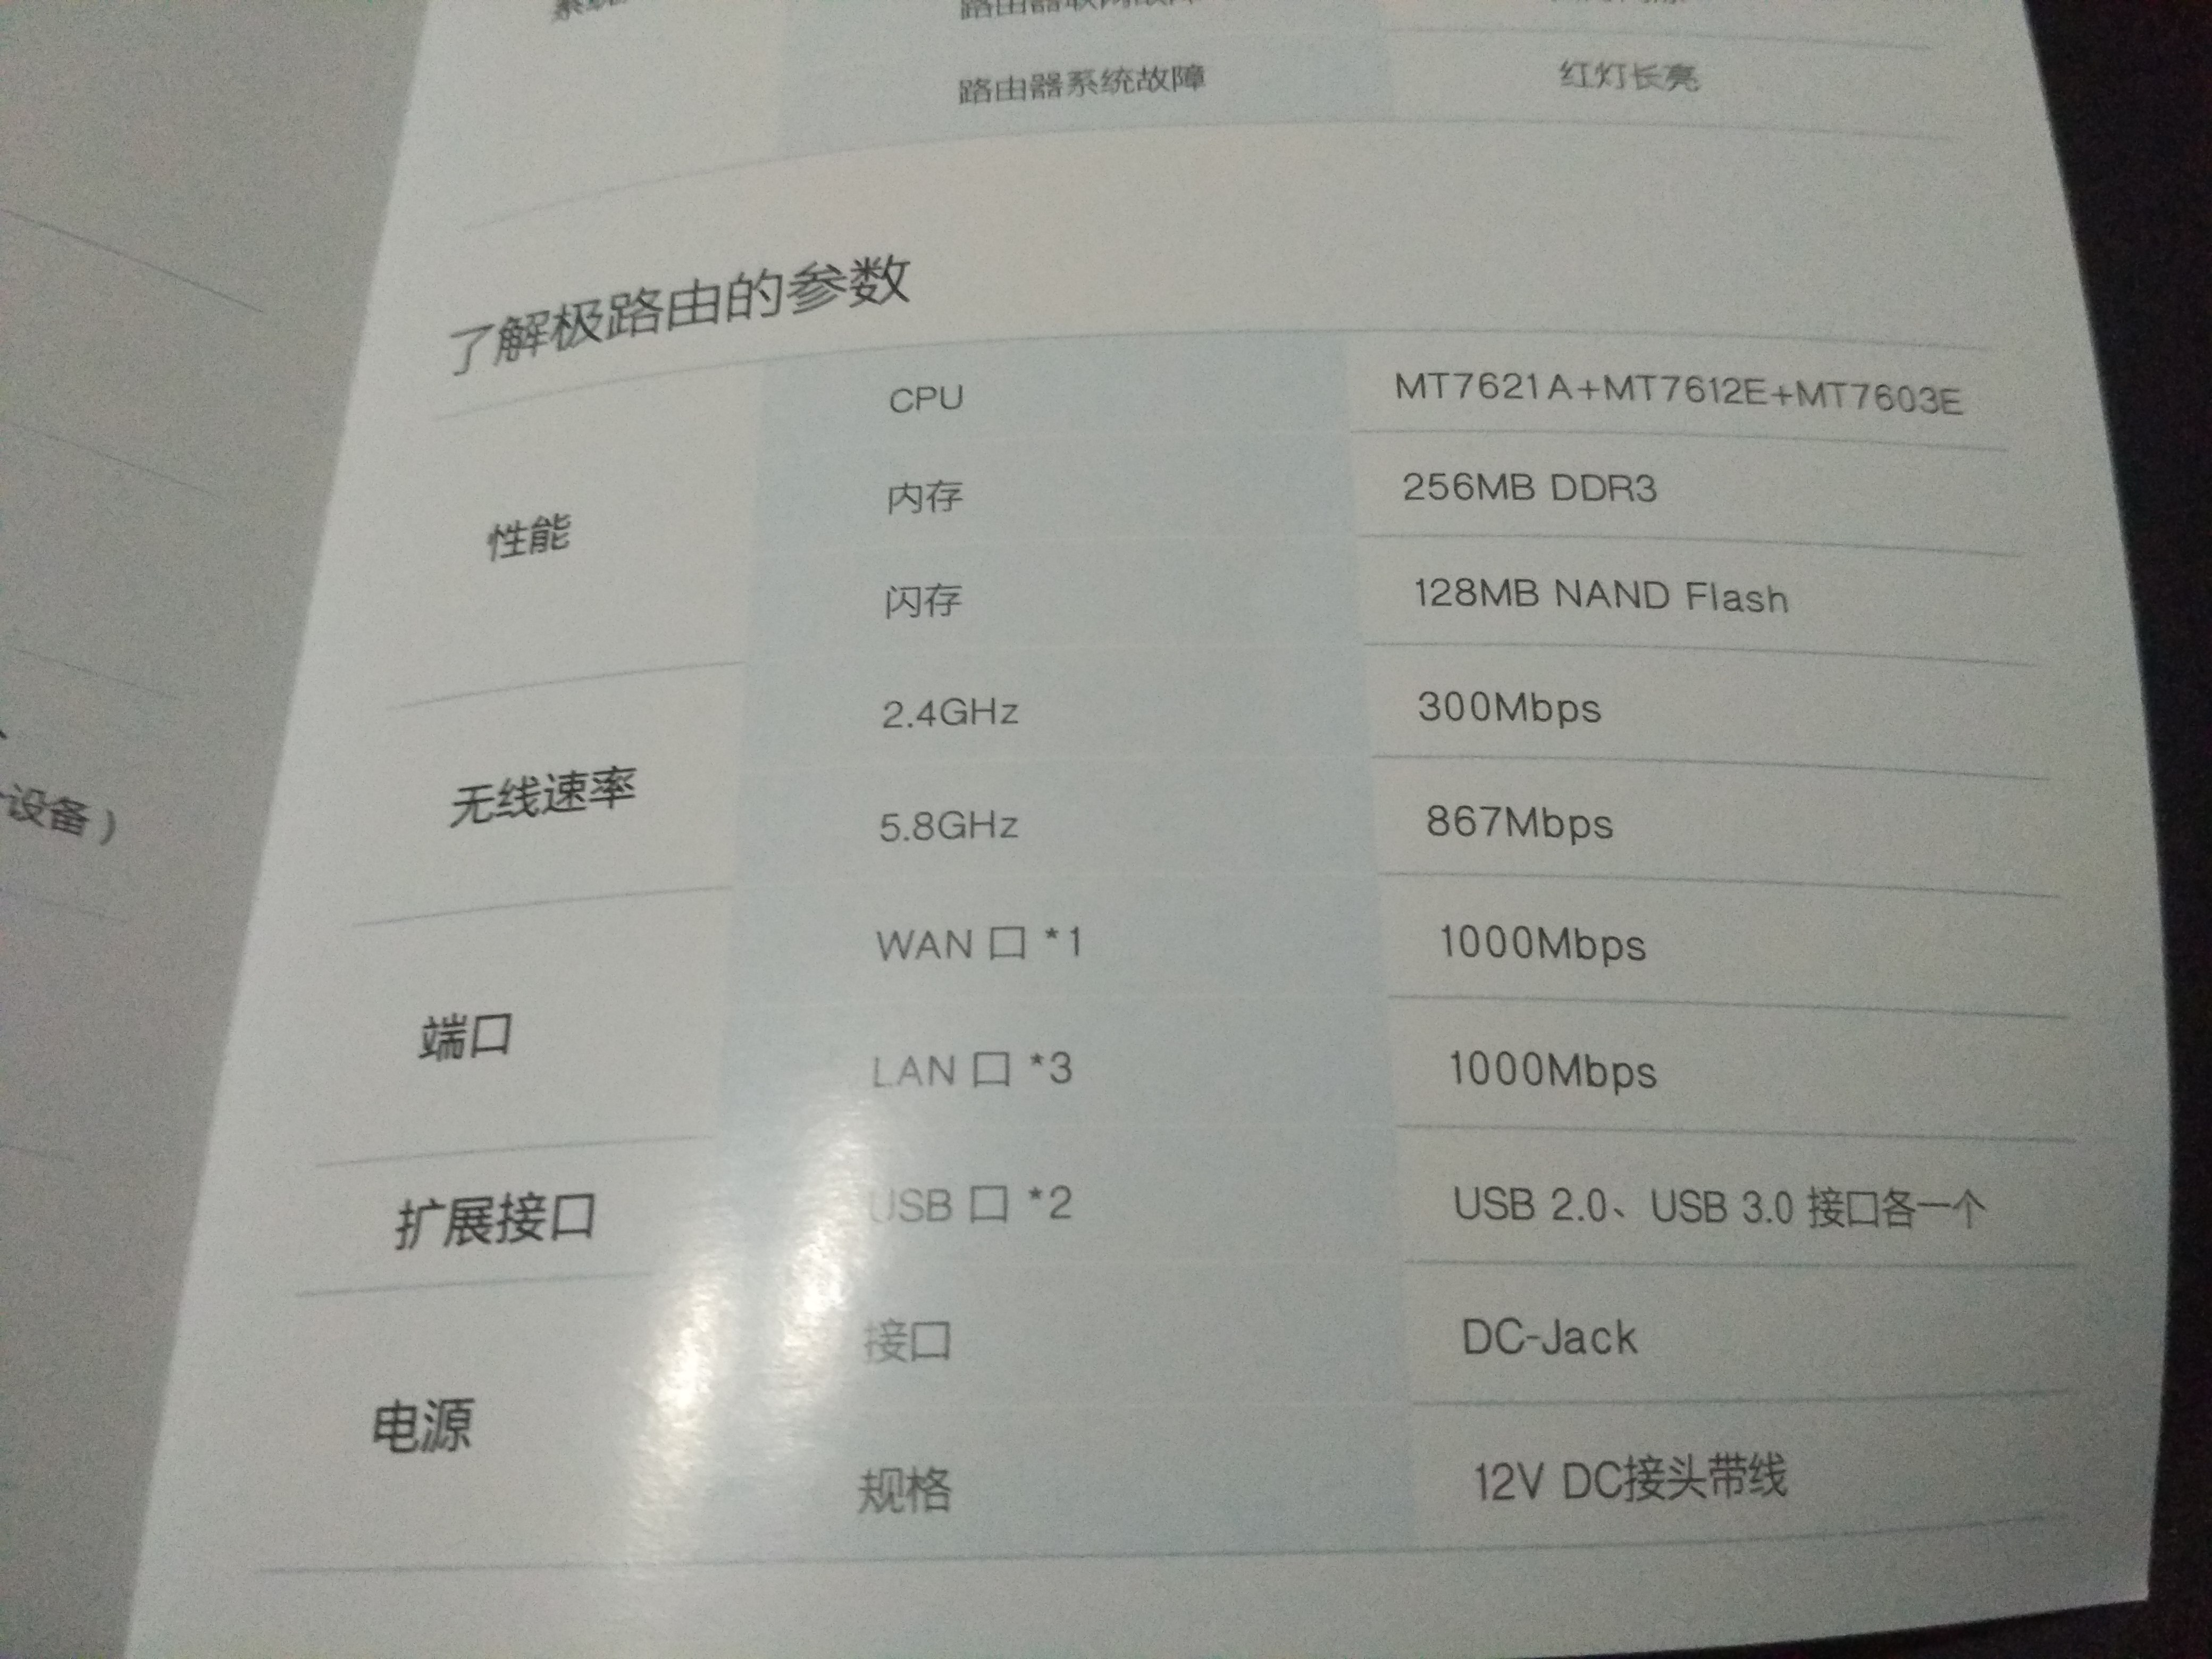 路由器系统故障 红灯长亮
了解极路由的参数
CPU MT7621A+MT7612E+MT7603E
内存 256MB DDR3
性能
闪存 128MB NAND Flash
2.4GHz 300Mbps
无线速率
5.8GHz 867Mbps
设备）
WAN 口 *1 1000Mbps
端口
LAN 口 *3 1000Mbps
扩展接口 USB 口 *2 USB 2.0、USB 3.0 接口各一个
接口 DC-Jack
电源
规格 12V DC接头带线